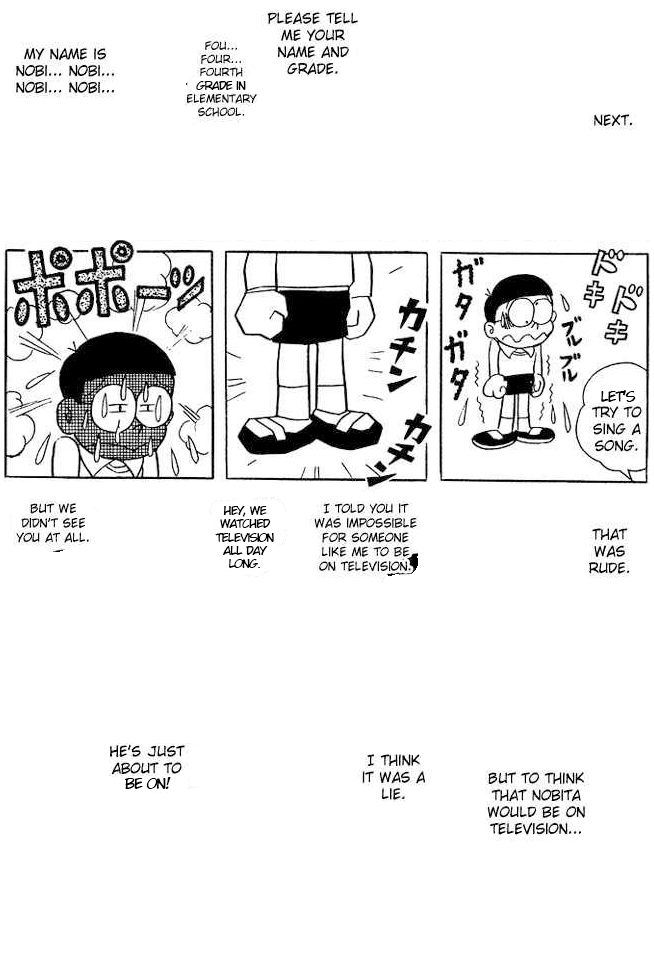 NEXT.
PLEASE TELL
ME YOUR
NAME AND
GRADE.
FOU...
FOUR...
FOURTH
GRADE IN
ELEMENTARY
SCHOOL.
MY NAME IS
NOBI... NOBI...
NOBI... NOBI...
ドキドキ
ブルブル
ガタガタ
LET'S
TRY TO
SING A
SONG.
カチン
カチン
ポポーッ
THAT
WAS
RUDE.
I TOLD YOU IT
WAS IMPOSSIBLE
FOR SOMEONE
LIKE ME TO BE
ON TELEVISION.
HEY, WE
WATCHED
TELEVISION
ALL DAY
LONG.
BUT WE
DIDN'T SEE
YOU AT ALL.
BUT TO THINK
THAT NOBITA
WOULD BE ON
TELEVISION...
I THINK
IT WAS A
LIE.
HE'S JUST
ABOUT TO
BE ON!